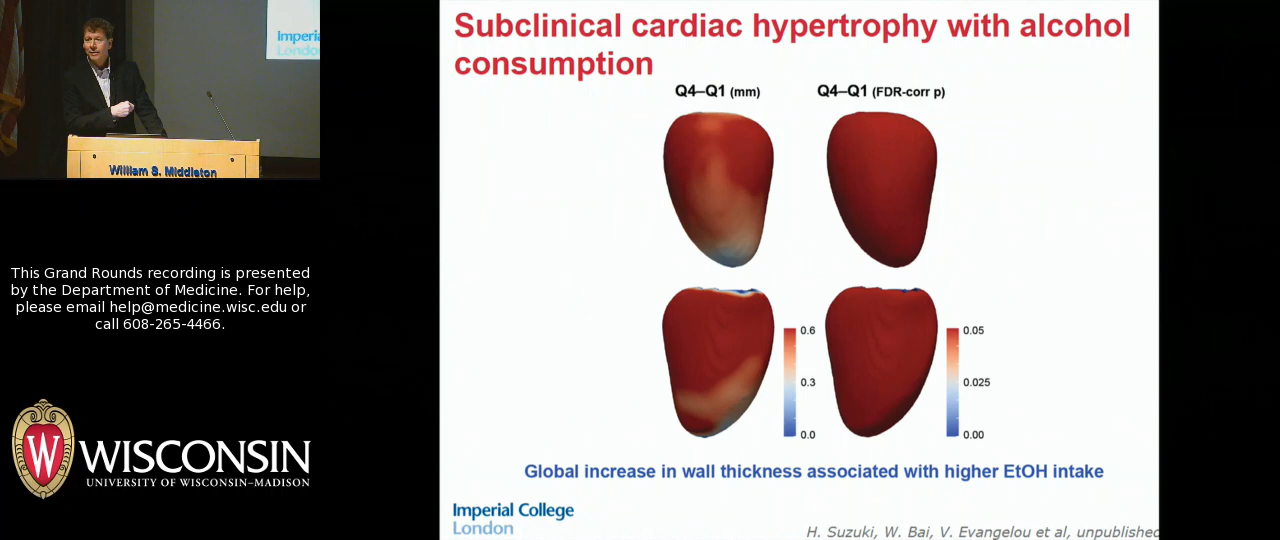 Imperia
London
William S. Middleton
This Grand Rounds recording is presented
by the Department of Medicine. For help,
please email help@medicine.wisc.edu or
call 608-265-4466.
W
WISCONSIN
UNIVERSITY OF WISCONSIN–MADISON
Subclinical cardiac hypertrophy with alcohol
consumption
Q4–Q1 (mm)
Q4–Q1 (FDR-corr p)
0.6
0.3
0.0
0.05
0.025
0.00
Global increase in wall thickness associated with higher EtOH intake
Imperial College
London
H. Suzuki, W. Bai, V. Evangelou et al, unpublished